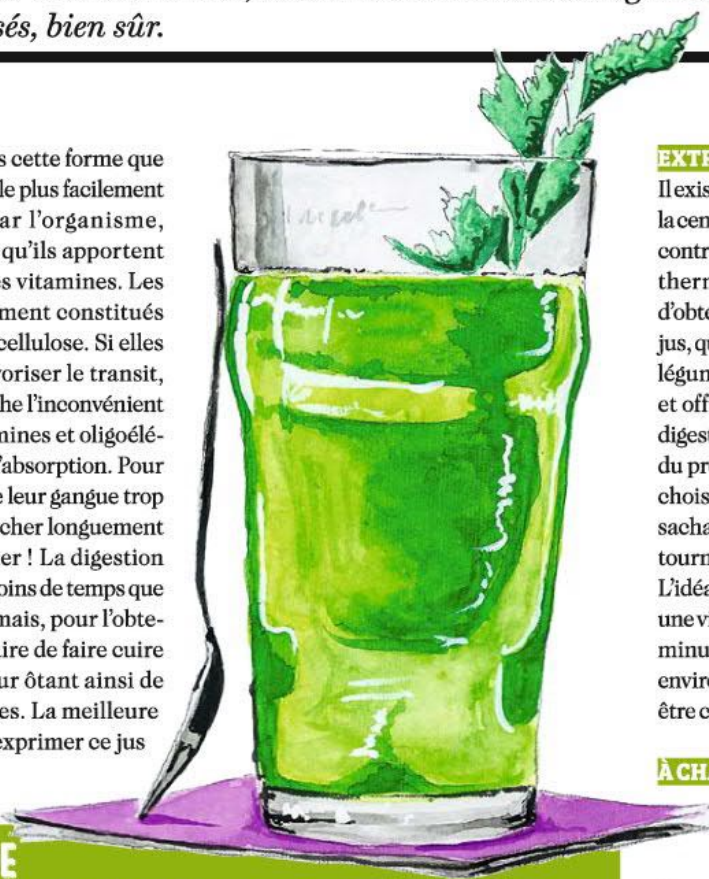 sés, bien sûr.
s cette forme que
le plus facilement
ar l'organisme,
qu'ils apportent
es vitamines. Les
ment constitués
cellulose. Si elles
oriser le transit,
he l'inconvénient
mines et oligoélé-
'absorption. Pour
e leur gangue trop
cher longuement
er ! La digestion
oins de temps que
mais, pour l'obte-
ire de faire cuire
ur ôtant ainsi de
es. La meilleure
exprimer ce jus
E
EXTE
Il exis
la cen
contr
therm
d'obte
jus, qu
légun
et off
digest
du pr
chois
sacha
tourn
L'idéa
une vi
minu
enviro
être c
À CHA